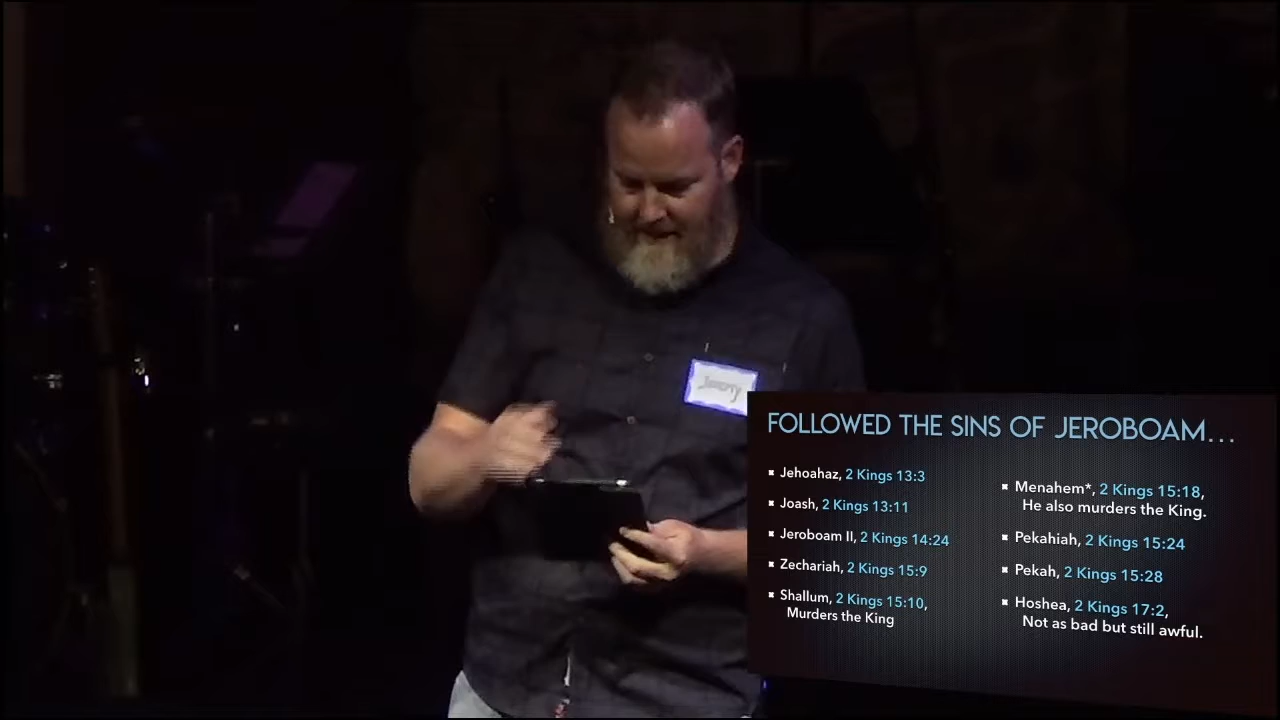 Jeremy
FOLLOWED THE SINS OF JEROBOAM...
Jehoahaz, 2 Kings 13:3
Joash, 2 Kings 13:11
Jeroboam II, 2 Kings 14:24
Zechariah, 2 Kings 15:9
Shallum, 2 Kings 15:10,
Murders the King
Menahem*, 2 Kings 15:18,
He also murders the King.
Pekahiah, 2 Kings 15:24
Pekah, 2 Kings 15:28
Hoshea, 2 Kings 17:2,
Not as bad but still awful.